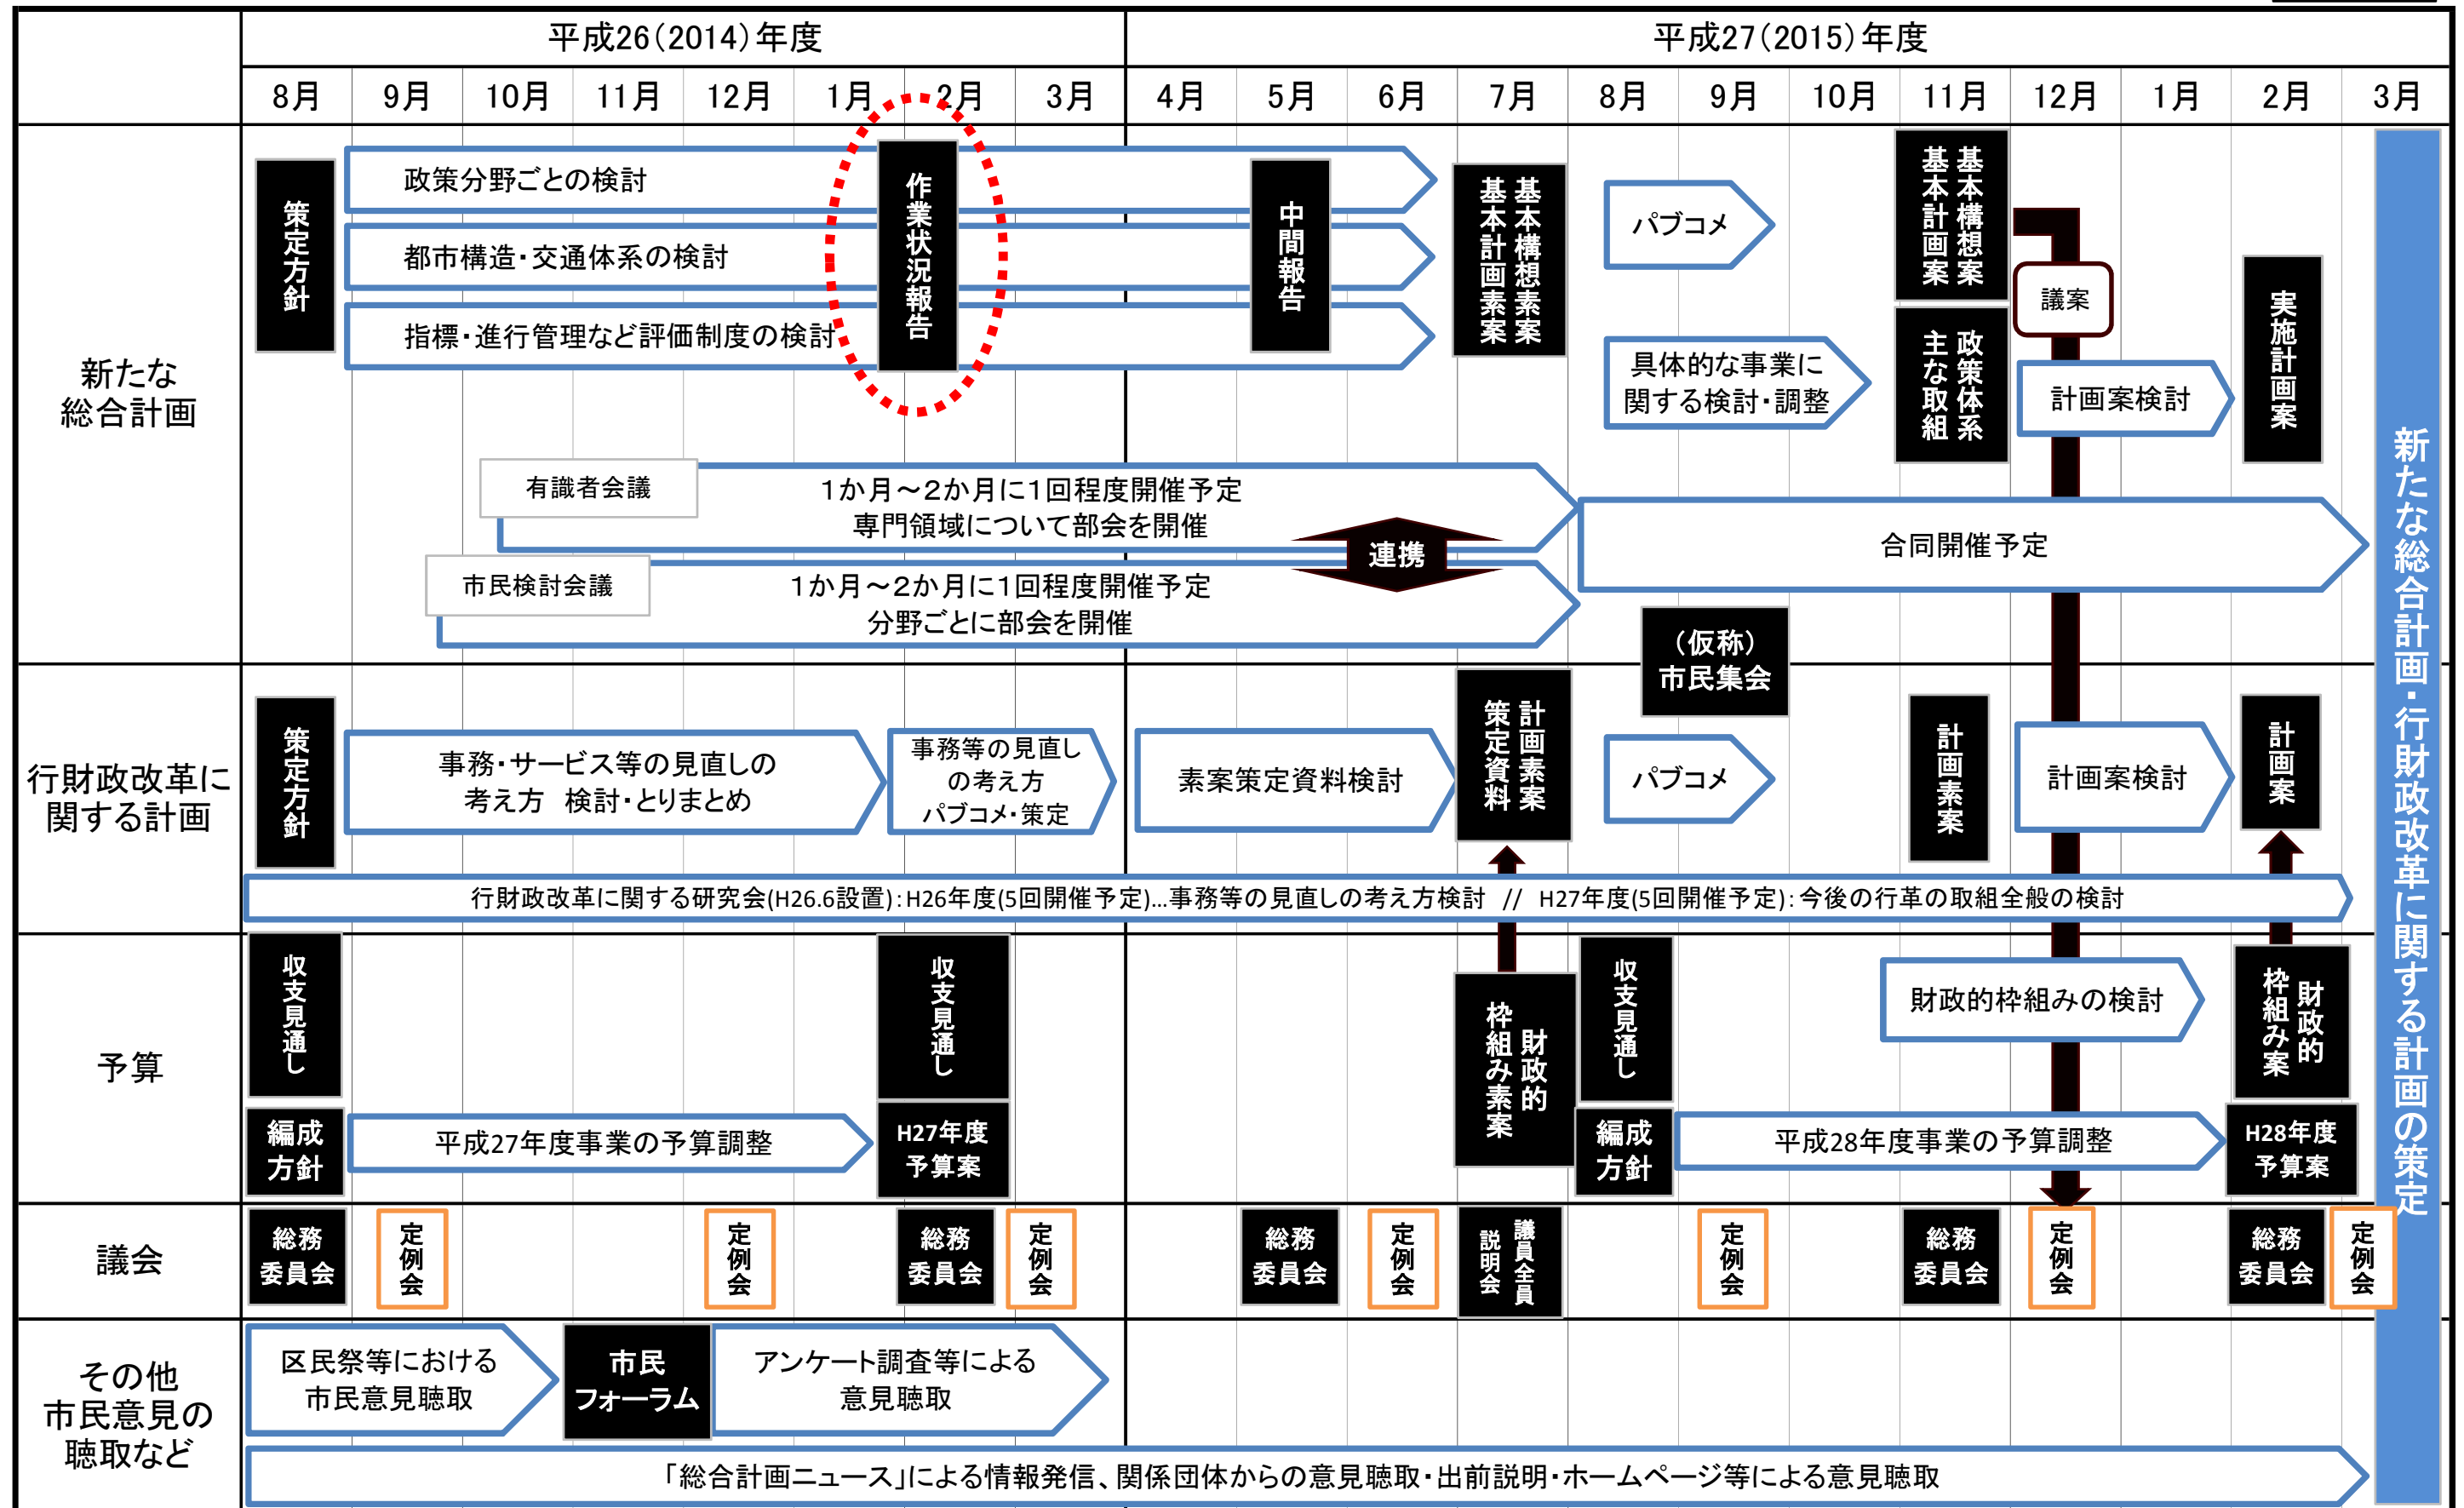 平成26(2014)年度
平成27(2015)年度
8月
9月
10月
11月
12月
1月
2月
3月
4月
5月
6月
7月
8月
9月
10月
11月
12月
1月
2月
3月
新たな
総合計画
策定方針
政策分野ごとの検討
都市構造・交通体系の検討
指標・進行管理など評価制度の検討
作業状況報告
中間報告
基本構想素案
基本計画素案
パブコメ
具体的な事業に
関する検討・調整
基本構想案
基本計画案
政策体系
主な取組
議案
計画案検討
実施計画案
有識者会議
1か月～2か月に1回程度開催予定
専門領域について部会を開催
連携
市民検討会議
1か月～2か月に1回程度開催予定
分野ごとに部会を開催
合同開催予定
(仮称)
市民集会
行財政改革に
関する計画
策定方針
事務・サービス等の見直しの
考え方　検討・とりまとめ
事務等の見直し
の考え方
パブコメ・策定
素案策定資料検討
計画素案
策定資料
パブコメ
計画素案
計画案検討
計画案
行財政改革に関する研究会(H26.6設置):H26年度(5回開催予定)…事務等の見直しの考え方検討 // H27年度(5回開催予定):今後の行革の取組全般の検討
予算
収支見通し
編成
方針
平成27年度事業の予算調整
収支見通し
H27年度
予算案
財政的
枠組み素案
収支見通し
編成
方針
財政的枠組みの検討
平成28年度事業の予算調整
財政的
枠組み案
H28年度
予算案
議会
総務
委員会
定例会
定例会
総務
委員会
定例会
総務
委員会
定例会
議員全員
説明会
定例会
総務
委員会
定例会
総務
委員会
定例会
その他
市民意見の
聴取など
区民祭等における
市民意見聴取
市民
フォーラム
アンケート調査等による
意見聴取
「総合計画ニュース」による情報発信、関係団体からの意見聴取・出前説明・ホームページ等による意見聴取
新たな総合計画・行財政改革に関する計画の策定